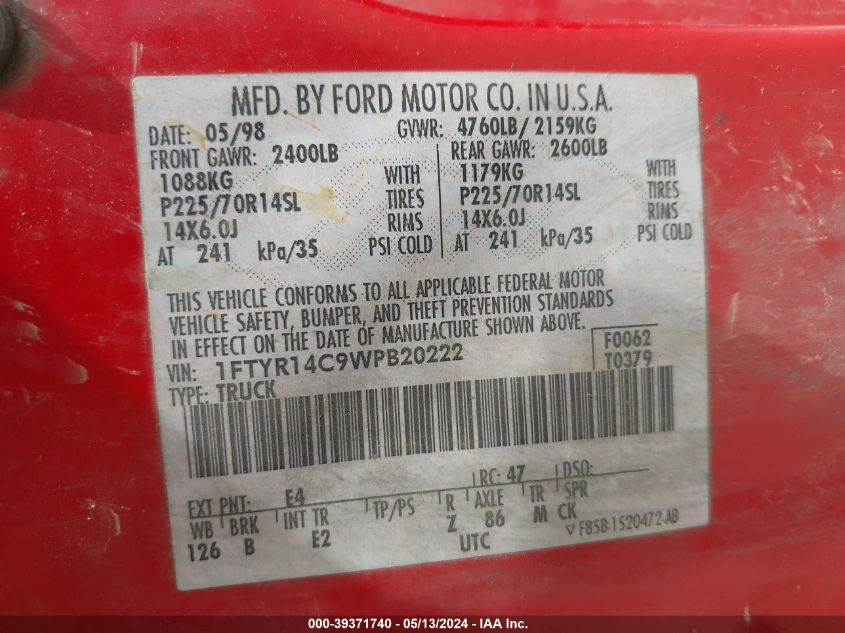 MFD. BY FORD MOTOR CO. IN U.S.A.
DATE: 05/98 GVWR: 4760LB/ 2159KG
FRONT GAWR: 2400LB REAR GAWR: 2600LB
1088KG WITH 1179KG WITH
P225/70R14SL TIRES P225/70R14SL TIRES
14X6.0J RIMS 14X6.0J RIMS
AT 241 kPa/35 PSI COLD AT 241 kPa/35 PSI COLD
THIS VEHICLE CONFORMS TO ALL APPLICABLE FEDERAL MOTOR
VEHICLE SAFETY, BUMPER, AND THEFT PREVENTION STANDARDS
IN EFFECT ON THE DATE OF MANUFACTURE SHOWN ABOVE.
VIN: 1FTYR14C9WPB20222 F0062
TYPE: TRUCK T0379
EXT PNT: E4 RC: 47 DSO:
WB BRK INT TR TP/PS R AXLE TR SPR
126 B E2 Z 86 M CK
UTC ▽ F85B-1520472-AB
000-39371740 - 05/13/2024 - IAA Inc.